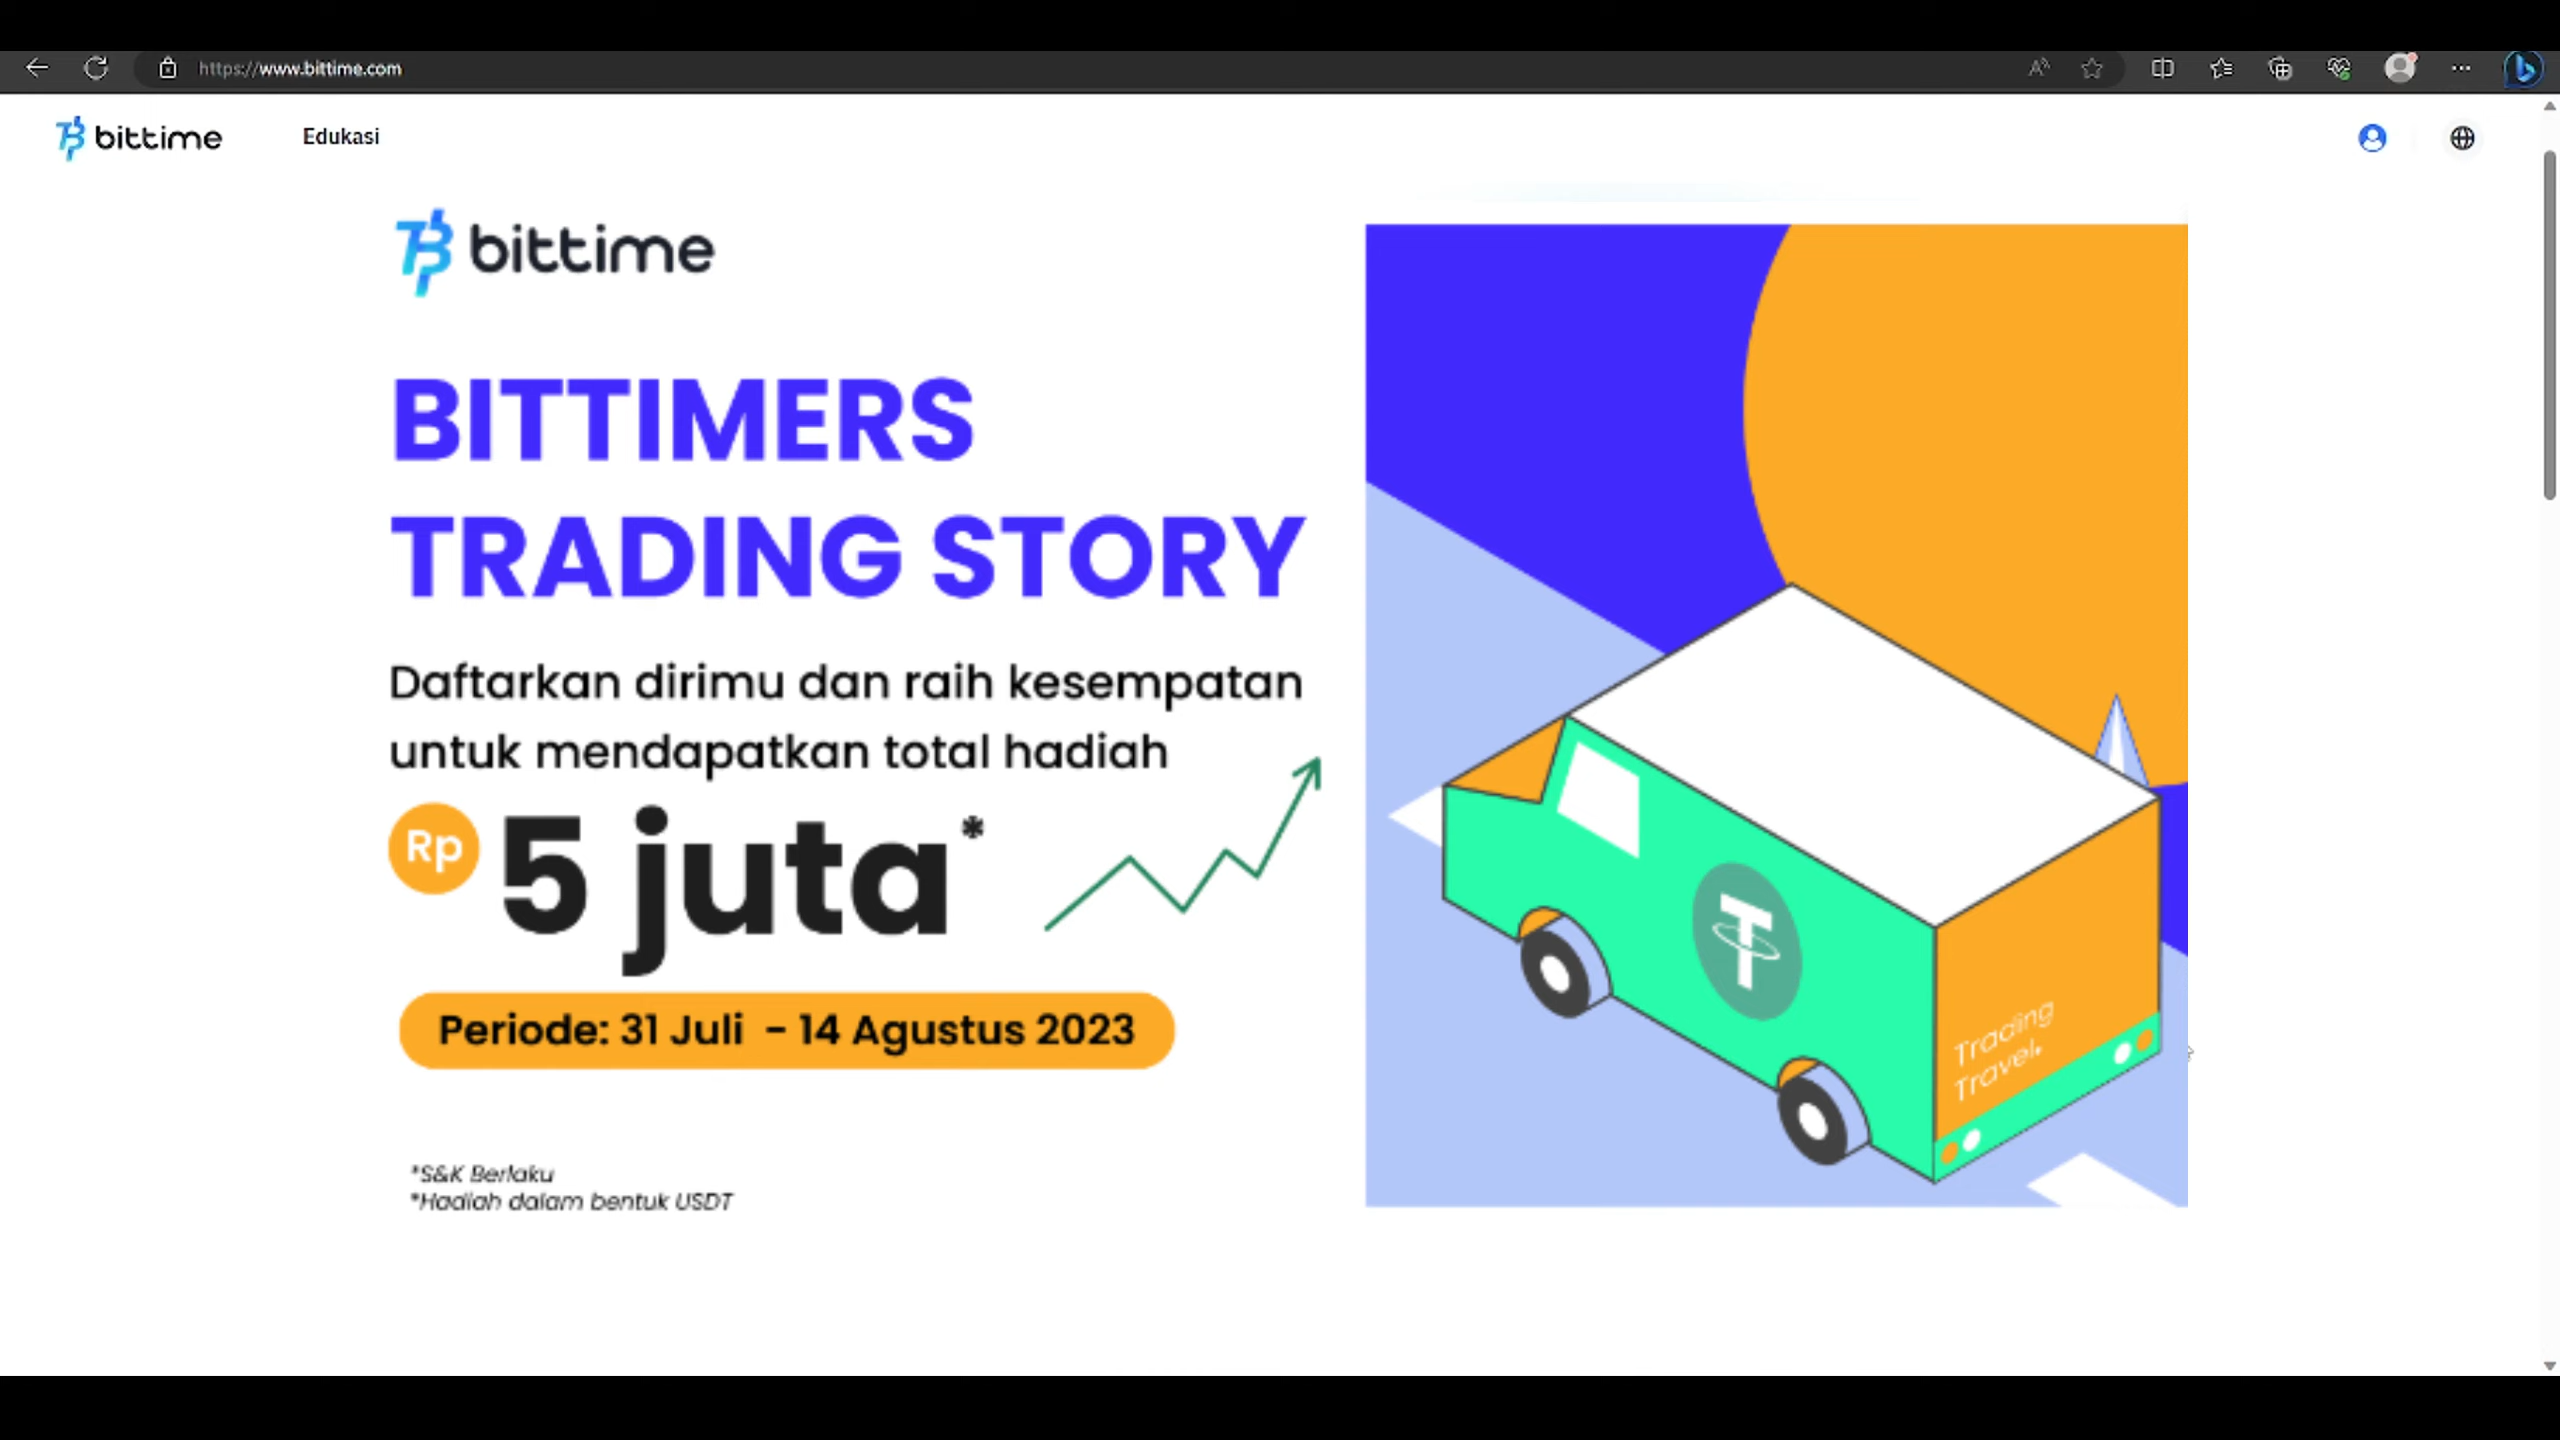 https://www.bittime.com
bittime
Edukasi
bittime
BITTIMERS
TRADING STORY
Daftarkan dirimu dan raih kesempatan
untuk mendapatkan total hadiah
Rp 5 juta*
Periode: 31 Juli - 14 Agustus 2023
*S&K Berlaku
*Hadiah dalam bentuk USDT
Trading
Travel.